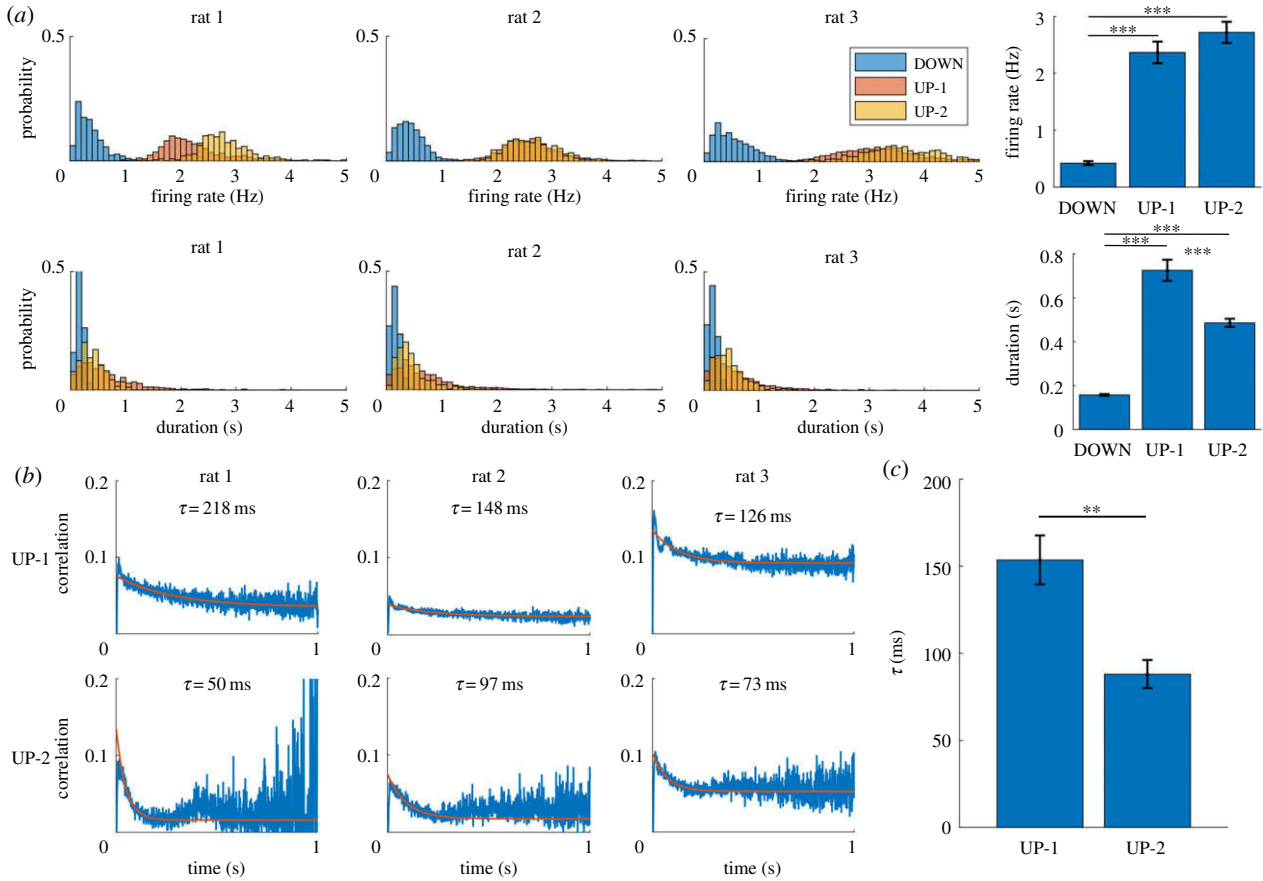 (a)
rat 1
rat 2
rat 3
probability
0.5
0
1
2
3
4
5
firing rate (Hz)
0.5
0
1
2
3
4
5
firing rate (Hz)
0.5
0
1
2
3
4
5
firing rate (Hz)
DOWN
UP-1
UP-2
firing rate (Hz)
3
2
1
0
***
***
DOWN
UP-1
UP-2
rat 1
rat 2
rat 3
probability
0.5
0
1
2
3
4
5
duration (s)
0.5
0
1
2
3
4
5
duration (s)
0.5
0
1
2
3
4
5
duration (s)
duration (s)
0.8
0.6
0.4
0.2
0
***
***
***
DOWN
UP-1
UP-2
(b)
rat 1
rat 2
rat 3
UP-1
correlation
0.2
0.1
0
1
τ = 218 ms
0.2
0.1
0
1
τ = 148 ms
0.2
0.1
0
1
τ = 126 ms
UP-2
correlation
0.2
0.1
0
1
τ = 50 ms
time (s)
0.2
0.1
0
1
τ = 97 ms
time (s)
0.2
0.1
0
1
τ = 73 ms
time (s)
(c)
τ (ms)
200
150
100
50
0
**
UP-1
UP-2